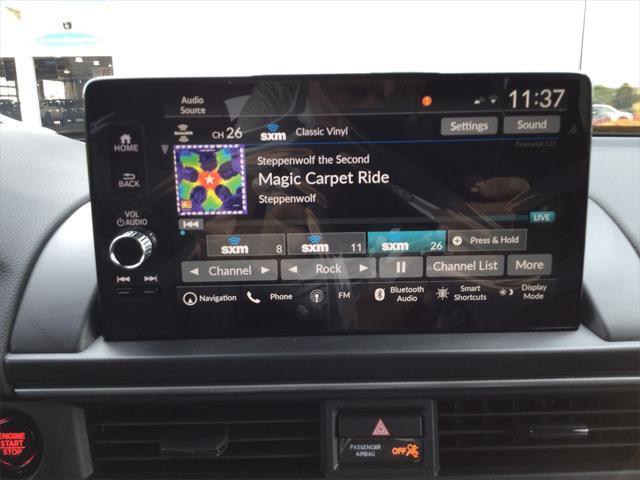 Audio
Source
11:37
HOME
CH 26
sxm
Classic Vinyl
Settings
Sound
Featured CH
BACK
Steppenwolf the Second
Magic Carpet Ride
Steppenwolf
VOL
AUDIO
LIVE
sxm 8
sxm 11
sxm 26
Press & Hold
Channel
Rock
Channel List
More
Navigation
Phone
FM
Bluetooth
Audio
Smart
Shortcuts
Display
Mode
ENGINE
START
STOP
PASSENGER
AIRBAG
OFF